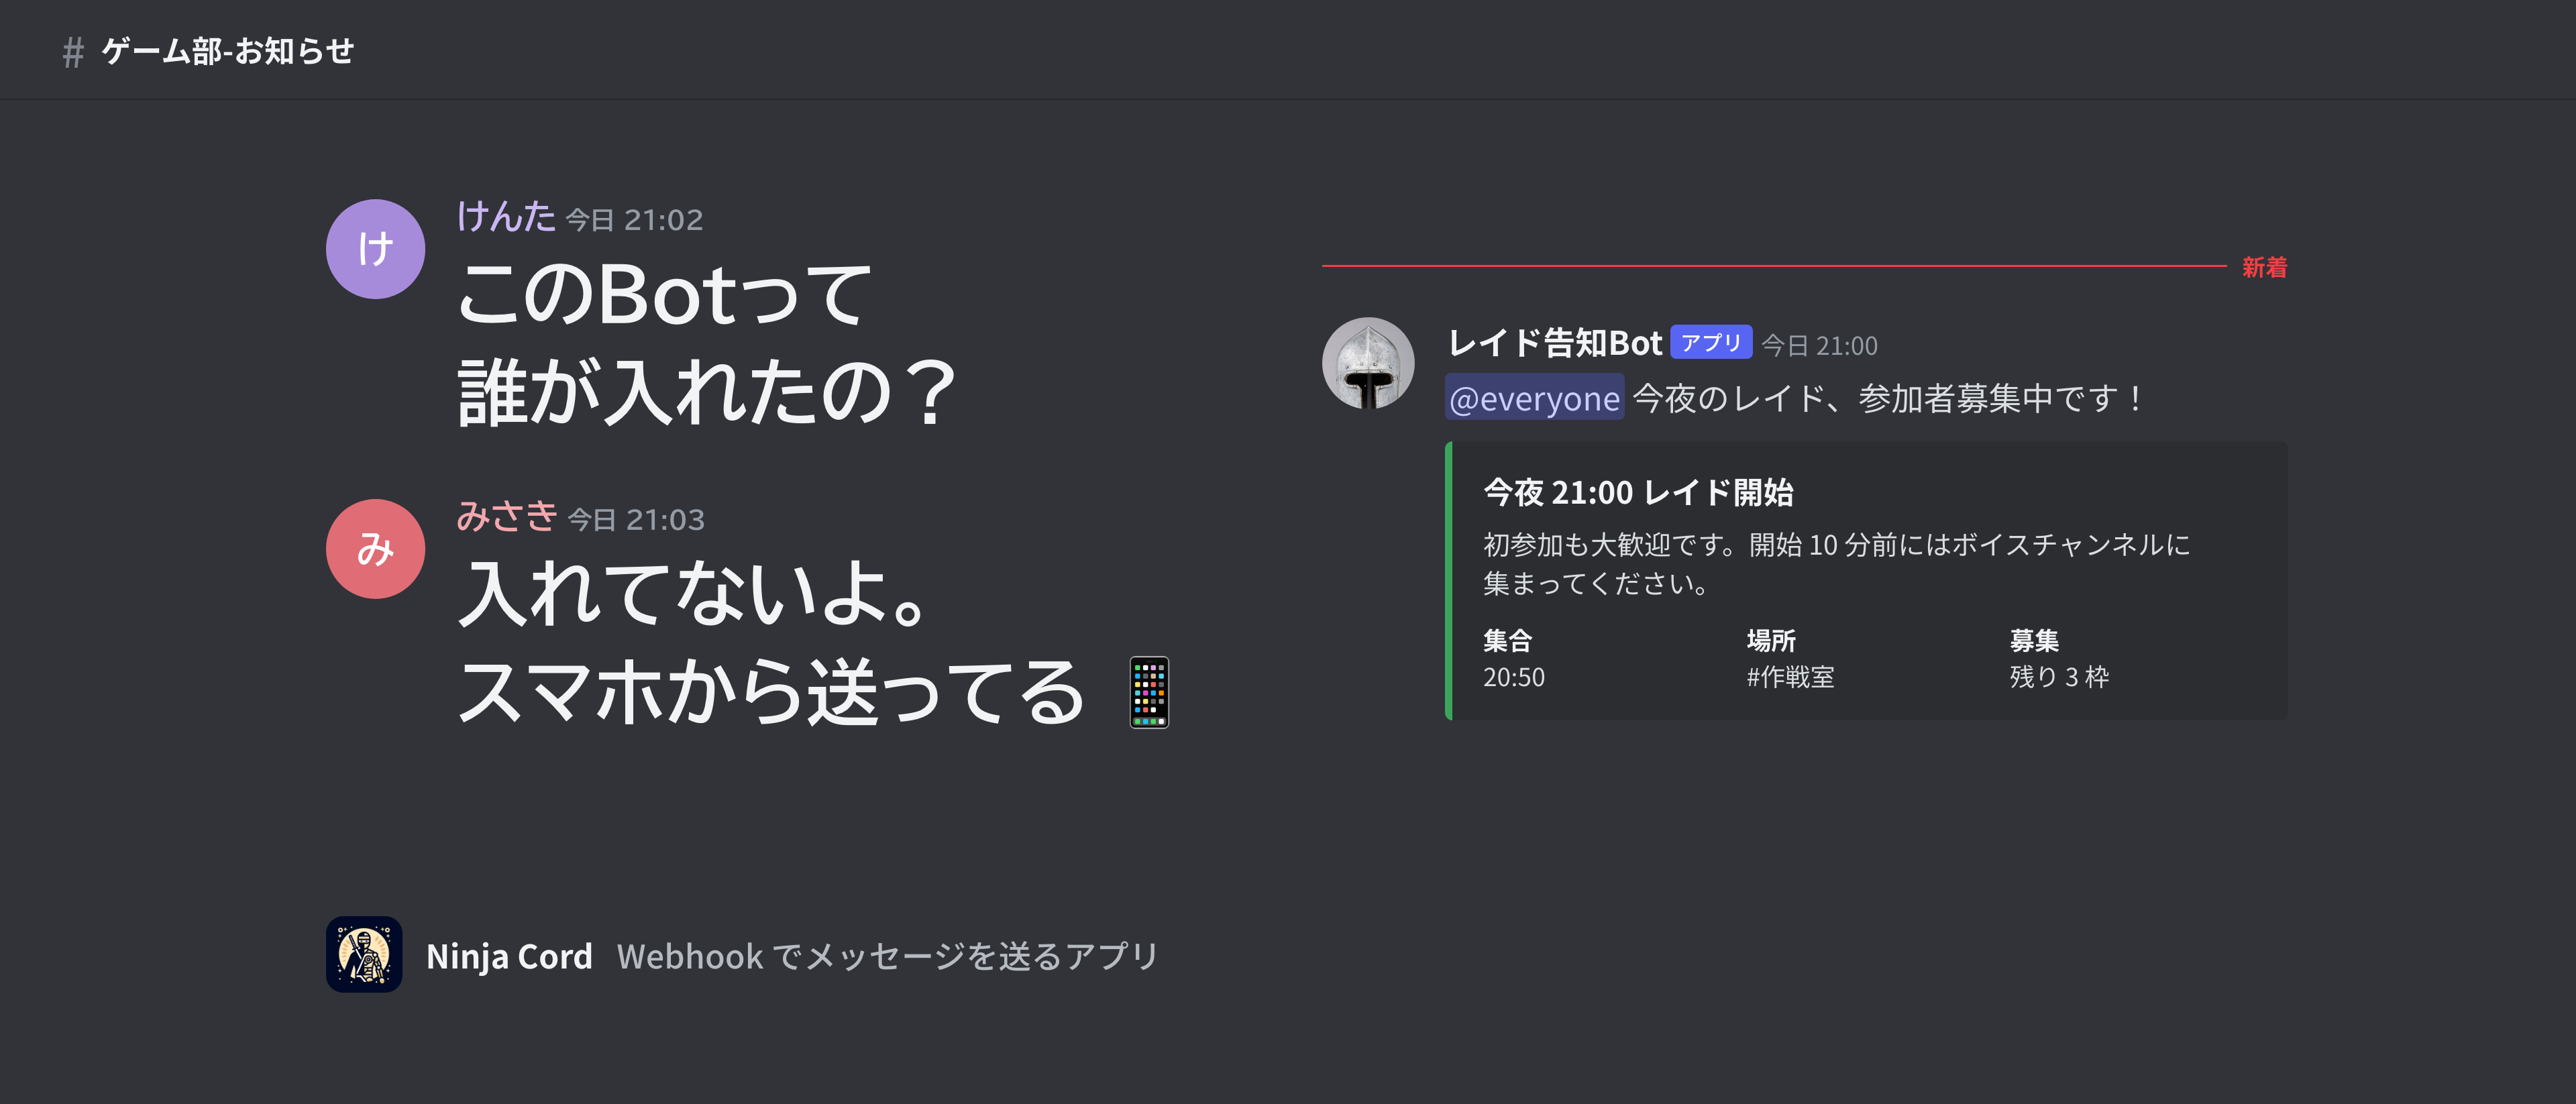 # ゲーム部-お知らせ
け
けんた 今日 21:02
このBotって
誰が入れたの？
み
みさき 今日 21:03
入れてないよ。
スマホから送ってる 📱
Ninja Cord Webhook でメッセージを送るアプリ
新着
レイド告知Bot アプリ 今日 21:00
@everyone 今夜のレイド、参加者募集中です！
今夜 21:00 レイド開始
初参加も大歓迎です。開始 10 分前にはボイスチャンネルに
集まってください。
集合 場所 募集
20:50 #作戦室 残り 3 枠